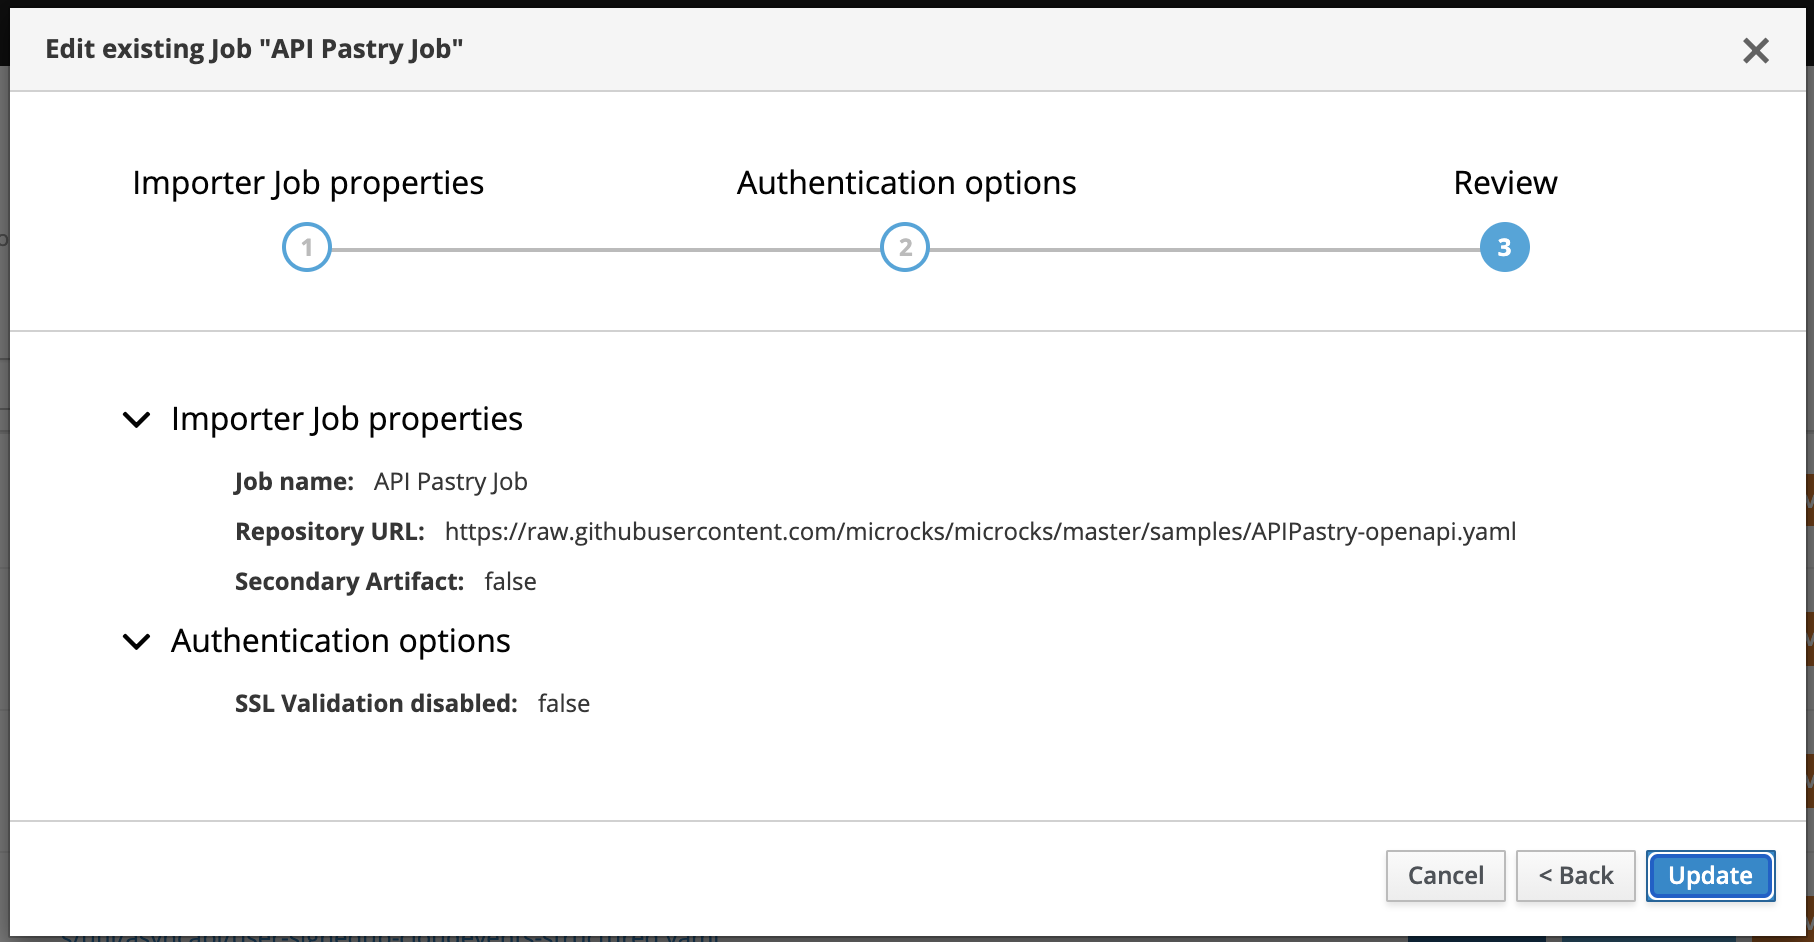 Edit existing Job "API Pastry Job"
Importer Job properties
Authentication options
Review
1
2
3
Importer Job properties
Job name: API Pastry Job
Repository URL: https://raw.githubusercontent.com/microcks/microcks/master/samples/APIPastry-openapi.yaml
Secondary Artifact: false
Authentication options
SSL Validation disabled: false
Cancel
< Back
Update